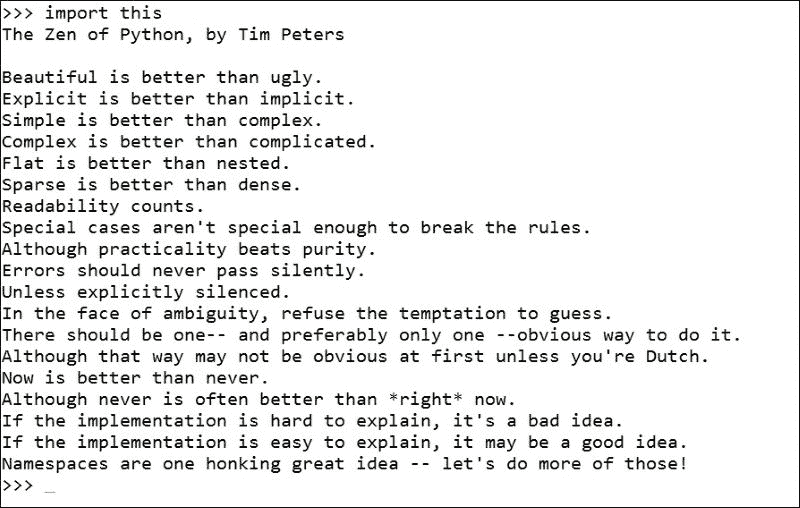 >>> import this
The Zen of Python, by Tim Peters

Beautiful is better than ugly.
Explicit is better than implicit.
Simple is better than complex.
Complex is better than complicated.
Flat is better than nested.
Sparse is better than dense.
Readability counts.
Special cases aren't special enough to break the rules.
Although practicality beats purity.
Errors should never pass silently.
Unless explicitly silenced.
In the face of ambiguity, refuse the temptation to guess.
There should be one-- and preferably only one --obvious way to do it.
Although that way may not be obvious at first unless you're Dutch.
Now is better than never.
Although never is often better than *right* now.
If the implementation is hard to explain, it's a bad idea.
If the implementation is easy to explain, it may be a good idea.
Namespaces are one honking great idea -- let's do more of those!
>>> _